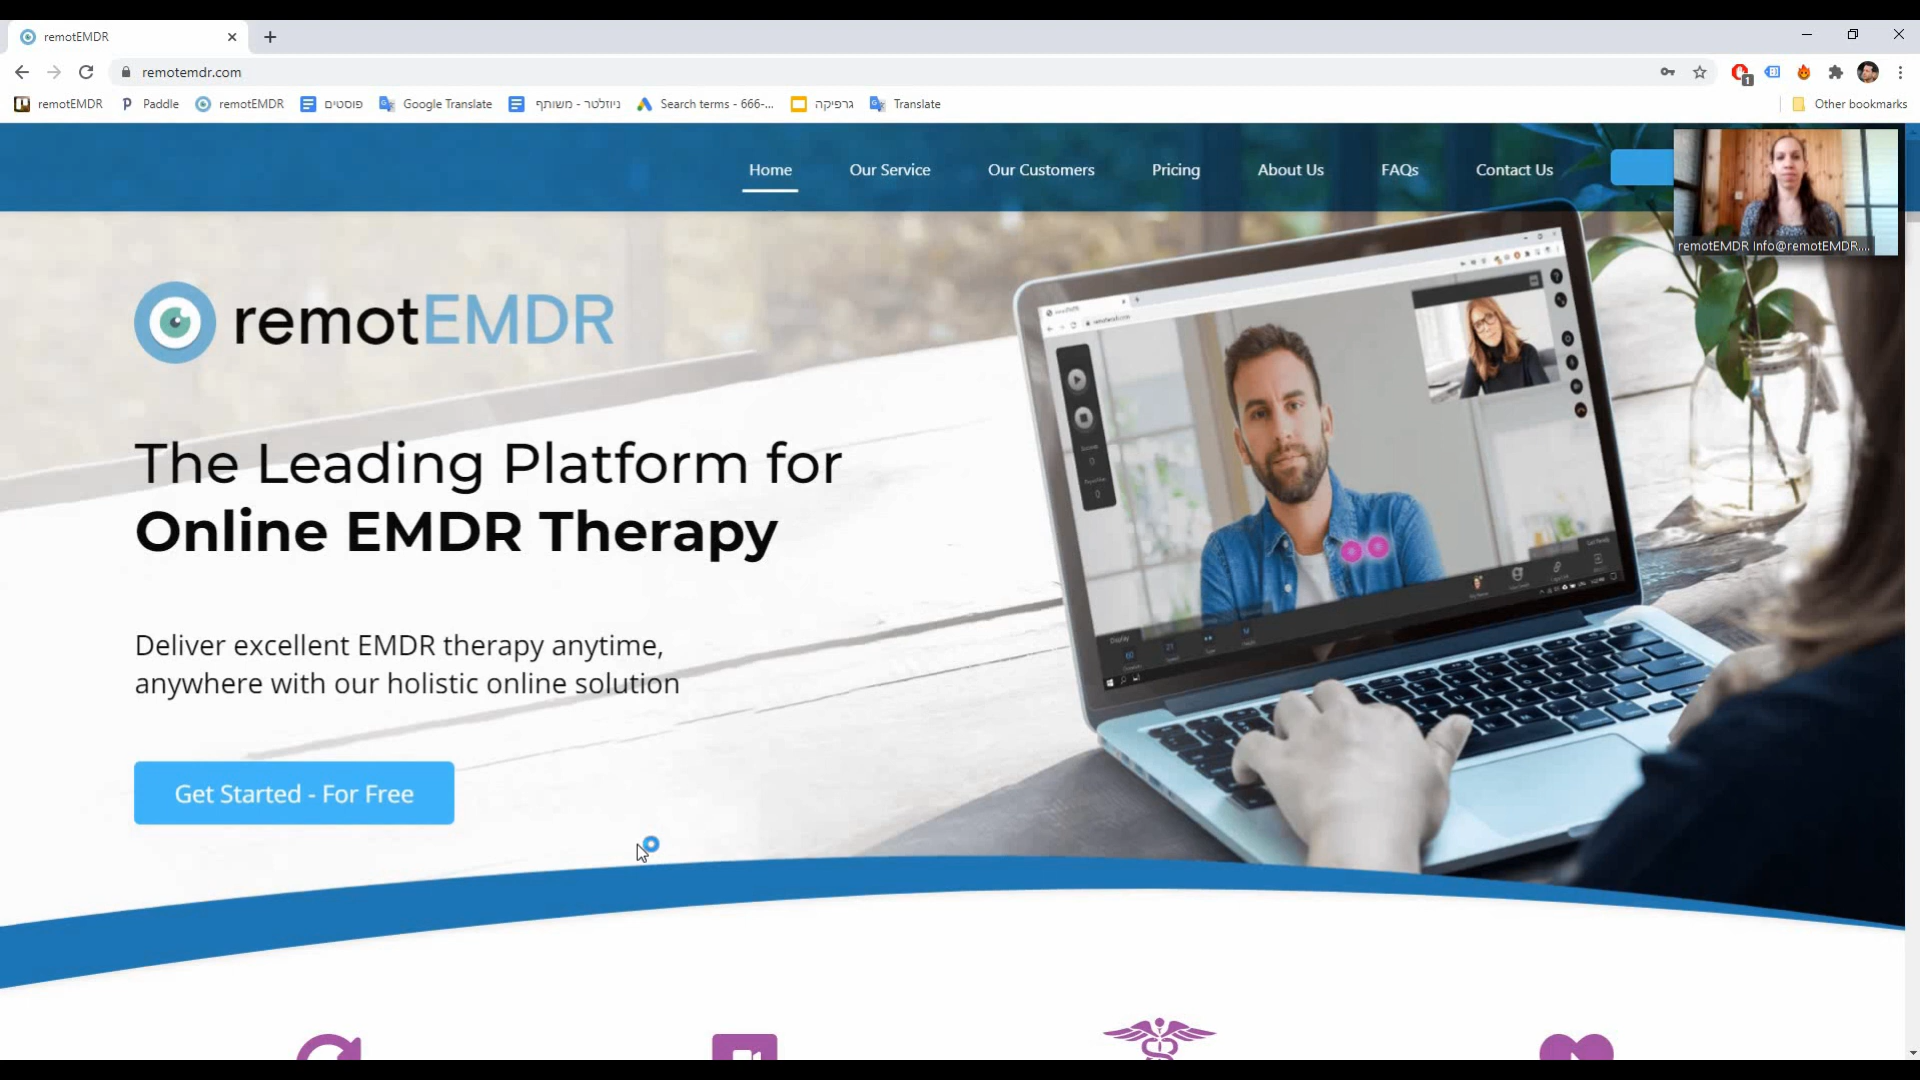 remotEMDR
remotemdr.com
remotEMDR
Paddle
remotEMDR
פוסטים
Google Translate
ניוזלטר - משותף
Search terms - 666-...
גרפיקה
Translate
Other bookmarks
1
Home
Our Service
Our Customers
Pricing
About Us
FAQs
Contact Us
remotEMDR Info@remotEMDR....
remotEMDR
The Leading Platform for
Online EMDR Therapy
Deliver excellent EMDR therapy anytime,
anywhere with our holistic online solution
Get Started - For Free
Display